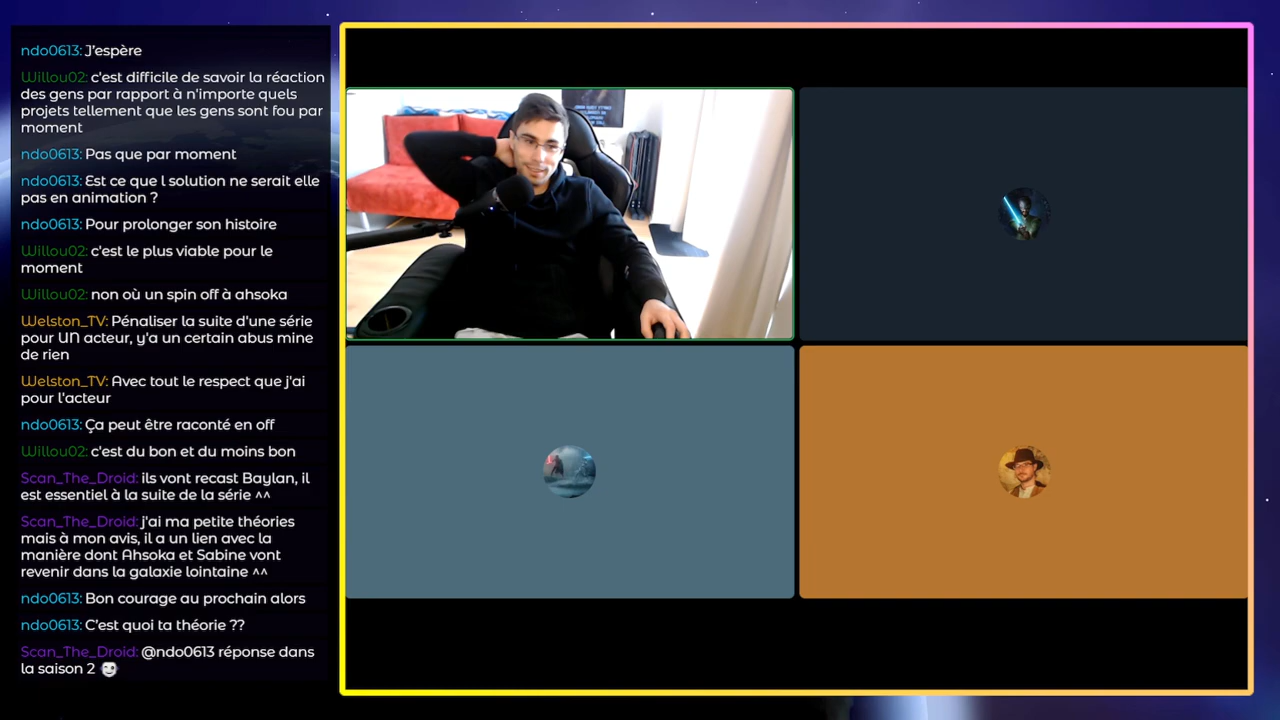 ndo0613: J'espère
Willou02: c'est difficile de savoir la réaction
des gens par rapport à n'importe quels
projets tellement que les gens sont fou par
moment
ndo0613: Pas que par moment
ndo0613: Est ce que l solution ne serait elle
pas en animation ?
ndo0613: Pour prolonger son histoire
Willou02: c'est le plus viable pour le
moment
Willou02: non où un spin off à ahsoka
Welston_TV: Pénaliser la suite d'une série
pour UN acteur, y'a un certain abus mine
de rien
Welston_TV: Avec tout le respect que j'ai
pour l'acteur
ndo0613: Ça peut être raconté en off
Willou02: c'est du bon et du moins bon
Scan_The_Droid: ils vont recast Baylan, il
est essentiel à la suite de la série ^^
Scan_The_Droid: j'ai ma petite théories
mais à mon avis, il a un lien avec la
manière dont Ahsoka et Sabine vont
revenir dans la galaxie lointaine ^^
ndo0613: Bon courage au prochain alors
ndo0613: C'est quoi ta théorie ??
Scan_The_Droid: @ndo0613 réponse dans
la saison 2